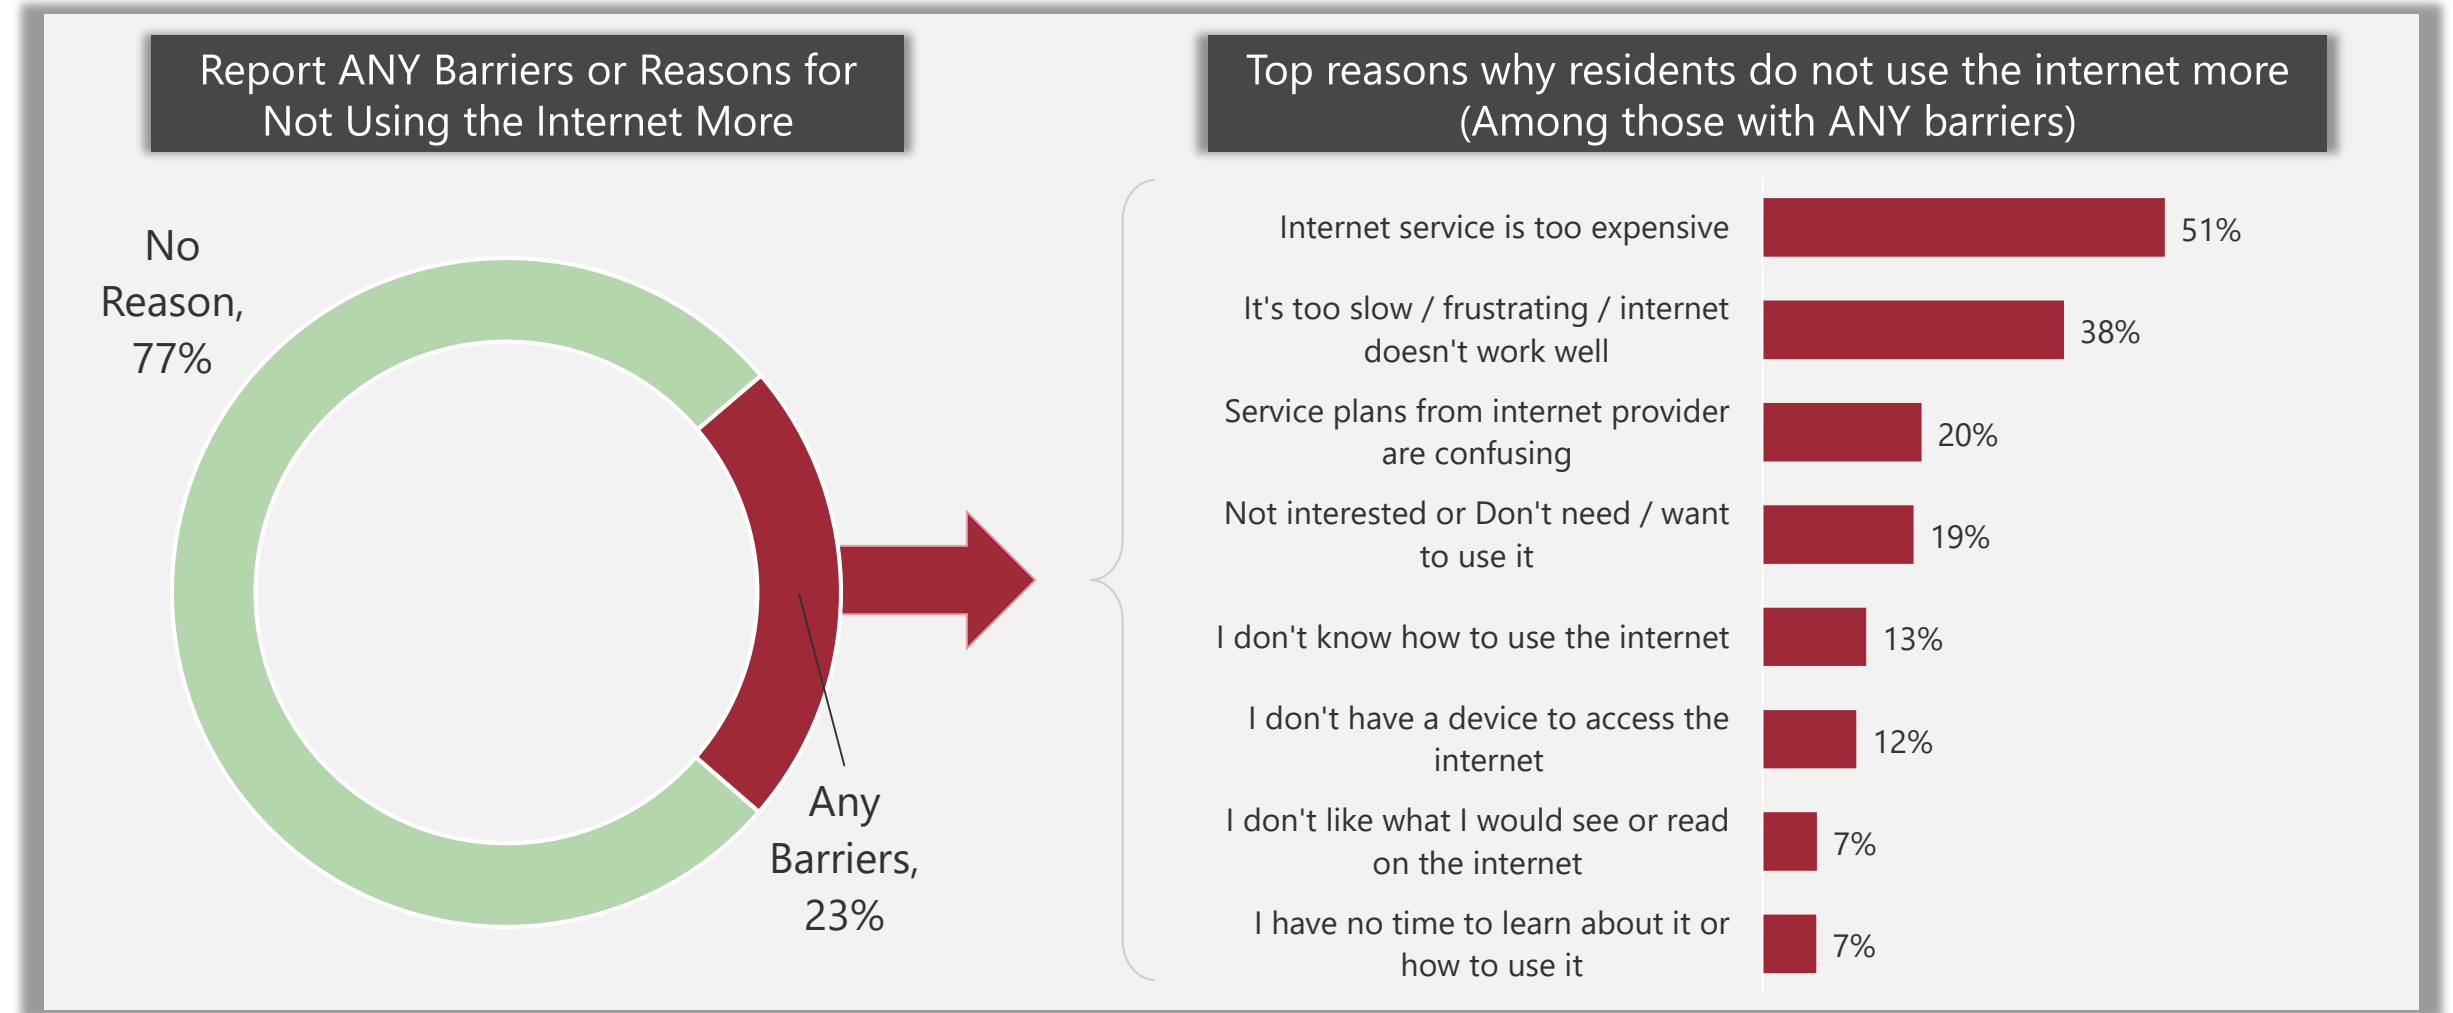 Report ANY Barriers or Reasons for
Not Using the Internet More
No
Reason,
77%
Any
Barriers,
23%
Top reasons why residents do not use the internet more
(Among those with ANY barriers)
Internet service is too expensive
51%
It's too slow / frustrating / internet
doesn't work well
38%
Service plans from internet provider
are confusing
20%
Not interested or Don't need / want
to use it
19%
I don't know how to use the internet
13%
I don't have a device to access the
internet
12%
I don't like what I would see or read
on the internet
7%
I have no time to learn about it or
how to use it
7%